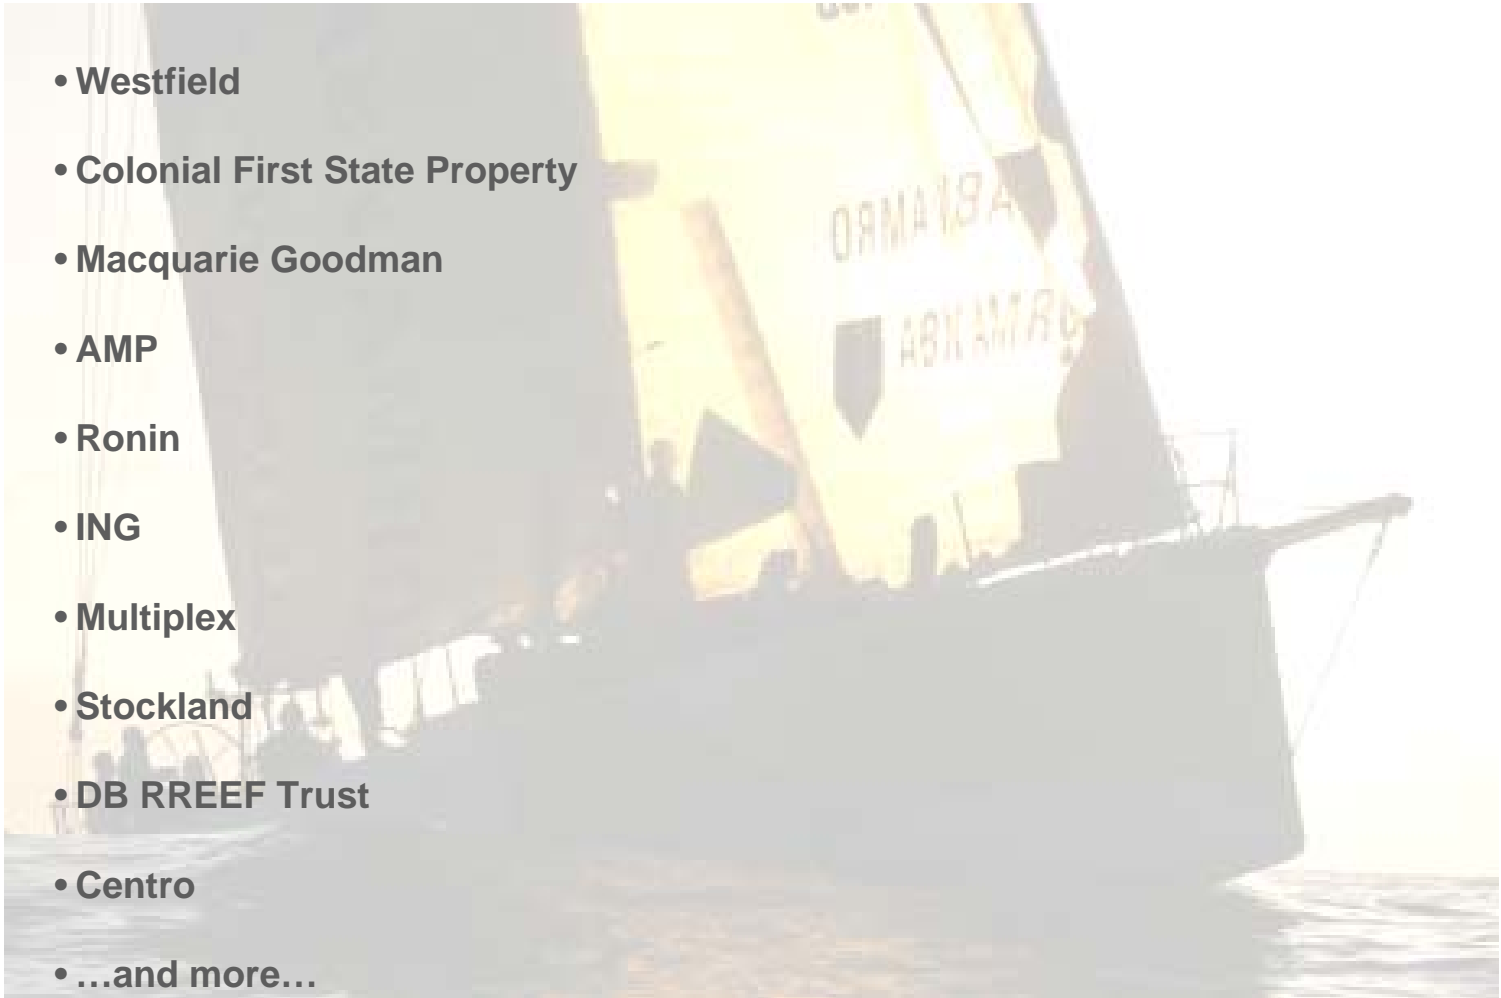 • Westfield
• Colonial First State Property
• Macquarie Goodman
• AMP
• Ronin
• ING
• Multiplex
• Stockland
• DB RREEF Trust
• Centro
• …and more…